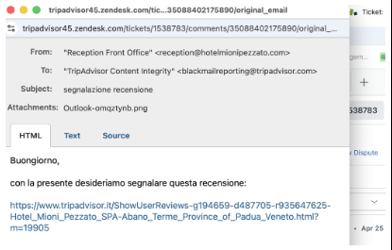 tripadvisor45.zendesk.com/tic...35088402175890/original_email
Ticket:
tripadvisor45.zendesk.com/tickets/1538783/comments/35088402175890/original_...
From: "Reception Front Office" <reception@hotelmionipezzato.com>
To: "TripAdvisor Content Integrity" <blackmailreporting@tripadvisor.com>
Subject: segnalazione recensione
Attachments: Outlook-omqztynb.png
538783
HTML Text Source
Dispute
Buongiorno,
con la presente desideriamo segnalare questa recensione:
https://www.tripadvisor.it/ShowUserReviews-g194659-d487705-r935647625-
Hotel_Mioni_Pezzato_SPA-Abano_Terme_Province_of_Padua_Veneto.html?
m=19905
Apr 25